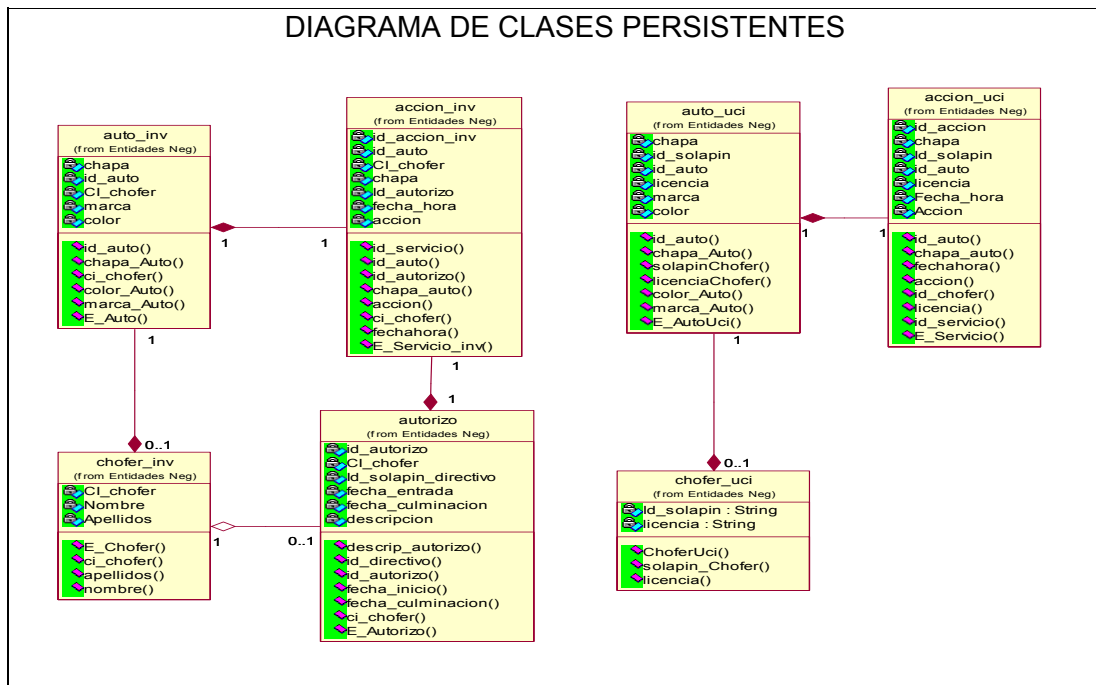 DIAGRAMA DE CLASES PERSISTENTES
auto_inv
(from Entidades Neg)
chapa
id_auto
CI_chofer
marca
color
id_auto()
chapa_Auto()
ci_chofer()
color_Auto()
marca_Auto()
E_Auto()
1
1
1
0..1
accion_inv
(from Entidades Neg)
id_accion_inv
id_auto
CI_chofer
chapa
Id_autorizo
fecha_hora
accion
id_servicio()
id_auto()
id_autorizo()
chapa_auto()
accion()
ci_chofer()
fechahora()
E_Servicio_inv()
1
1
chofer_inv
(from Entidades Neg)
CI_chofer
Nombre
Apellidos
E_Chofer()
ci_chofer()
apellidos()
nombre()
1
0..1
autorizo
(from Entidades Neg)
id_autorizo
CI_chofer
Id_solapin_directivo
fecha_entrada
fecha_culminacion
descripcion
descrip_autorizo()
id_directivo()
id_autorizo()
fecha_inicio()
fecha_culminacion()
ci_chofer()
E_Autorizo()
auto_uci
(from Entidades Neg)
chapa
id_solapin
id_auto
licencia
marca
color
id_auto()
chapa_Auto()
solapinChofer()
licenciaChofer()
color_Auto()
marca_Auto()
E_AutoUci()
1
1
1
0..1
accion_uci
(from Entidades Neg)
id_accion
chapa
Id_solapin
id_auto
licencia
Fecha_hora
Accion
id_auto()
chapa_auto()
fechahora()
accion()
id_chofer()
licencia()
id_servicio()
E_Servicio()
chofer_uci
(from Entidades Neg)
Id_solapin : String
licencia : String
ChoferUci()
solapin_Chofer()
licencia()